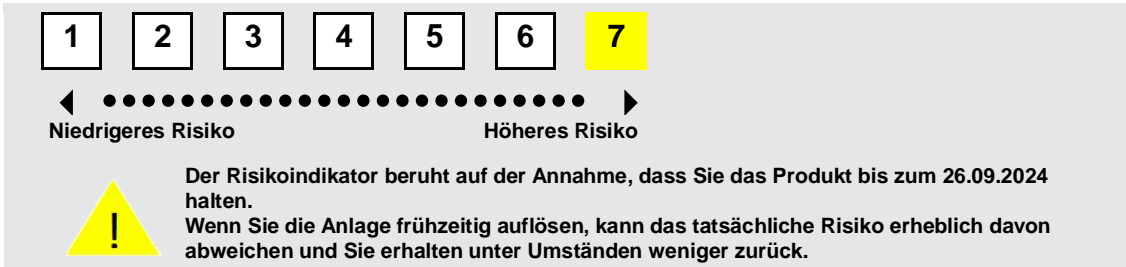 1 2 3 4 5 6 7
Niedrigeres Risiko Höheres Risiko
Der Risikoindikator beruht auf der Annahme, dass Sie das Produkt bis zum 26.09.2024
halten.
Wenn Sie die Anlage frühzeitig auflösen, kann das tatsächliche Risiko erheblich davon
abweichen und Sie erhalten unter Umständen weniger zurück.
!